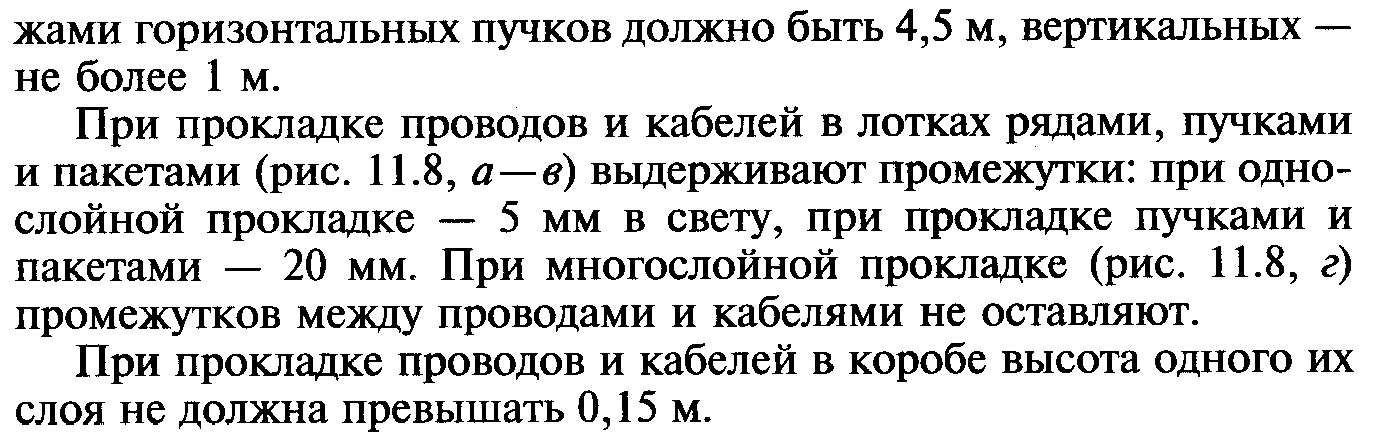 жами горизонтальных пучков должно быть 4,5 м, вертикальных —
не более 1 м.
При прокладке проводов и кабелей в лотках рядами, пучками
и пакетами (рис. 11.8, а—в) выдерживают промежутки: при одно-
слойной прокладке — 5 мм в свету, при прокладке пучками и
пакетами — 20 мм. При многослойной прокладке (рис. 11.8, г)
промежутков между проводами и кабелями не оставляют.
При прокладке проводов и кабелей в коробе высота одного их
слоя не должна превышать 0,15 м.